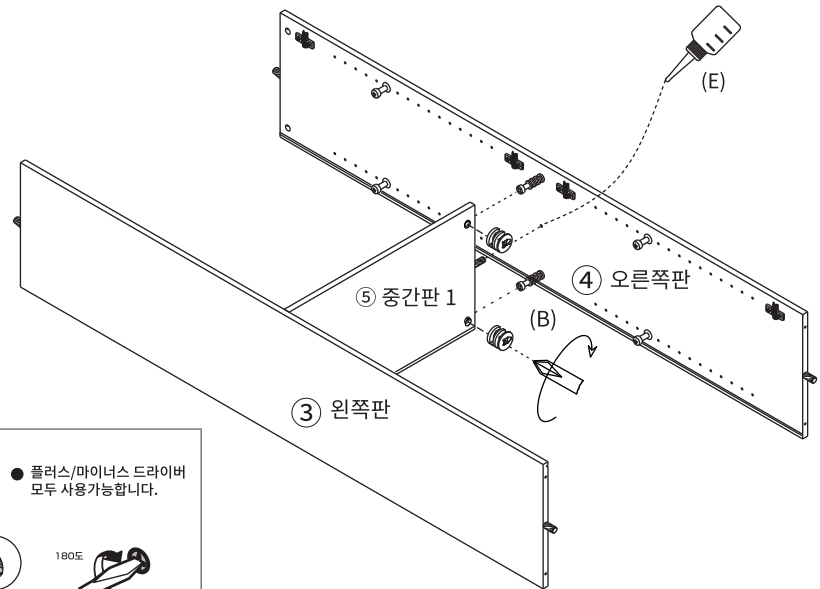 (E)
④ 오른쪽판
⑤ 중간판 1
(B)
③ 왼쪽판
● 플러스/마이너스 드라이버
모두 사용가능합니다.
180도